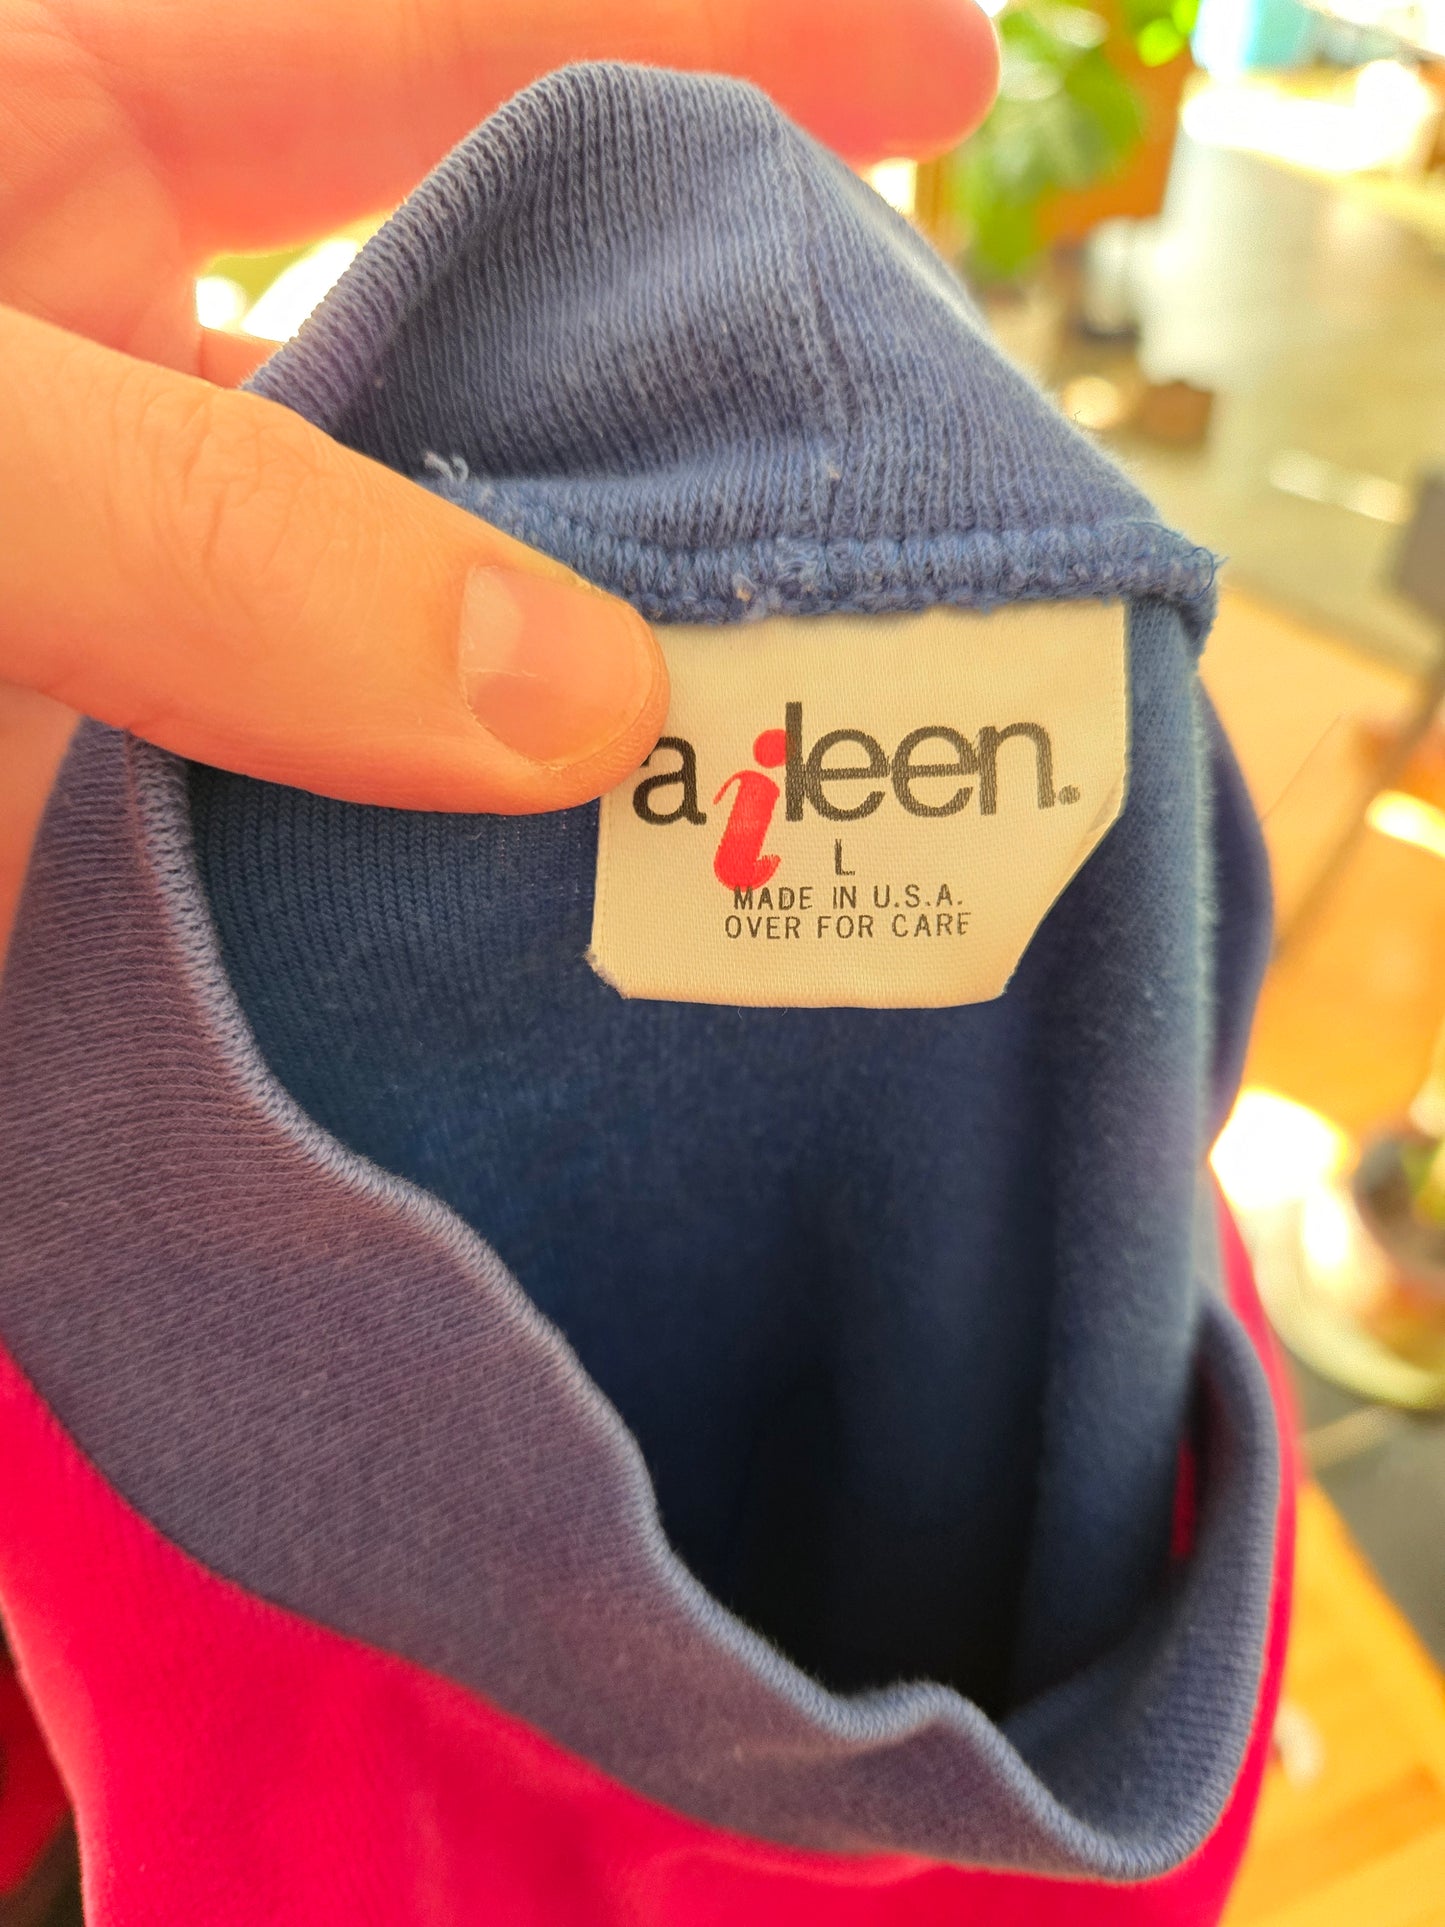 aileen.
L
MADE IN U.S.A.
OVER FOR CARE